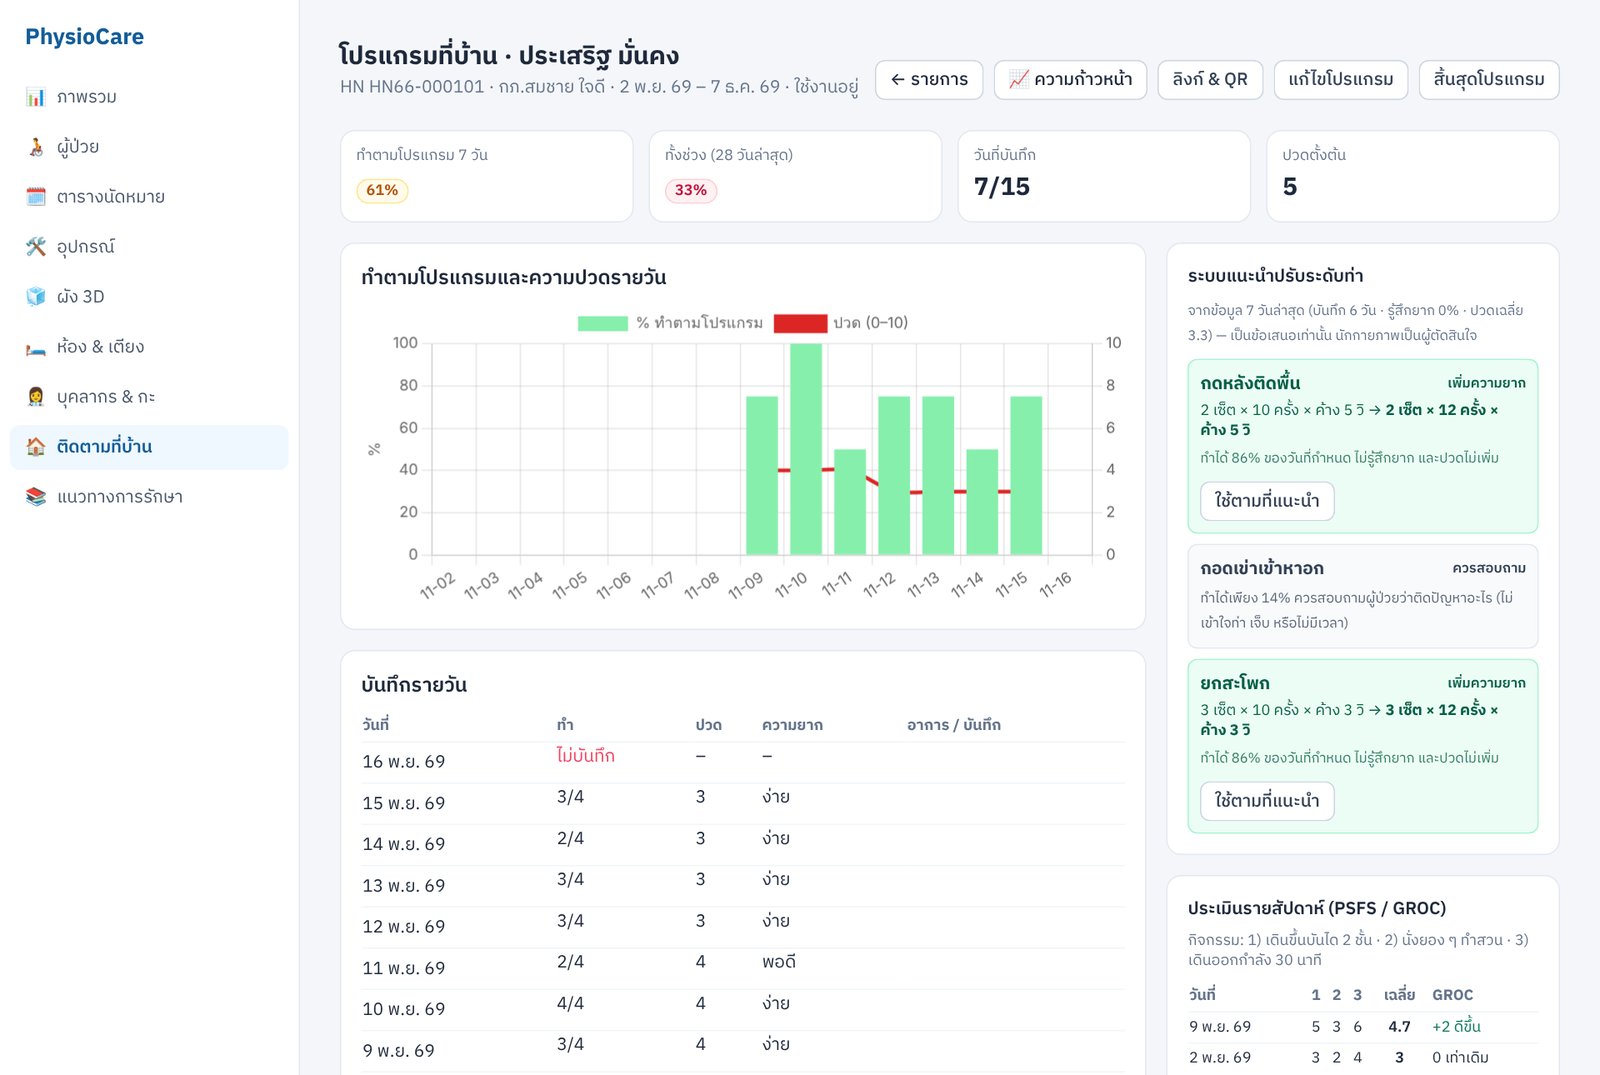 PhysioCare
ภาพรวม
ผู้ป่วย
ตารางนัดหมาย
อุปกรณ์
ผัง 3D
ห้อง & เตียง
บุคลากร & กะ
ติดตามที่บ้าน
แนวทางการรักษา
โปรแกรมที่บ้าน · ประเสริฐ มั่นคง
HN HN66-000101 · กภ.สมชาย ใจดี · 2 พ.ย. 69 – 7 ธ.ค. 69 · ใช้งานอยู่
← รายการ
ความก้าวหน้า
ลิงก์ & QR
แก้ไขโปรแกรม
สิ้นสุดโปรแกรม
ทำตามโปรแกรม 7 วัน
61%
ทั้งช่วง (28 วันล่าสุด)
33%
วันที่บันทึก
7/15
ปวดตั้งต้น
5
ทำตามโปรแกรมและความปวดรายวัน
% ทำตามโปรแกรม ปวด (0–10)
100 10
80 8
60 6
%
40 4
20 2
0 0
11-02 11-03 11-04 11-05 11-06 11-07 11-08 11-09 11-10 11-11 11-12 11-13 11-14 11-15 11-16
บันทึกรายวัน
วันที่ ทำ ปวด ความยาก อาการ / บันทึก
16 พ.ย. 69 ไม่บันทึก – –
15 พ.ย. 69 3/4 3 ง่าย
14 พ.ย. 69 2/4 3 ง่าย
13 พ.ย. 69 3/4 3 ง่าย
12 พ.ย. 69 3/4 3 ง่าย
11 พ.ย. 69 2/4 4 พอดี
10 พ.ย. 69 4/4 4 ง่าย
9 พ.ย. 69 3/4 4 ง่าย
ระบบแนะนำปรับระดับท่า
จากข้อมูล 7 วันล่าสุด (บันทึก 6 วัน · รู้สึกยาก 0% · ปวดเฉลี่ย
3.3) — เป็นข้อเสนอเท่านั้น นักกายภาพเป็นผู้ตัดสินใจ
กดหลังติดพื้น เพิ่มความยาก
2 เซ็ต × 10 ครั้ง × ค้าง 5 วิ → 2 เซ็ต × 12 ครั้ง ×
ค้าง 5 วิ
ทำได้ 86% ของวันที่กำหนด ไม่รู้สึกยาก และปวดไม่เพิ่ม
ใช้ตามที่แนะนำ
กอดเข่าเข้าหาอก ควรสอบถาม
ทำได้เพียง 14% ควรสอบถามผู้ป่วยว่าติดปัญหาอะไร (ไม่
เข้าใจท่า เจ็บ หรือไม่มีเวลา)
ยกสะโพก เพิ่มความยาก
3 เซ็ต × 10 ครั้ง × ค้าง 3 วิ → 3 เซ็ต × 12 ครั้ง ×
ค้าง 3 วิ
ทำได้ 86% ของวันที่กำหนด ไม่รู้สึกยาก และปวดไม่เพิ่ม
ใช้ตามที่แนะนำ
ประเมินรายสัปดาห์ (PSFS / GROC)
กิจกรรม: 1) เดินขึ้นบันได 2 ชั้น · 2) นั่งยอง ๆ ทำสวน · 3)
เดินออกกำลัง 30 นาที
วันที่ 1 2 3 เฉลี่ย GROC
9 พ.ย. 69 5 3 6 4.7 +2 ดีขึ้น
2 พ.ย. 69 3 2 4 3 0 เท่าเดิม